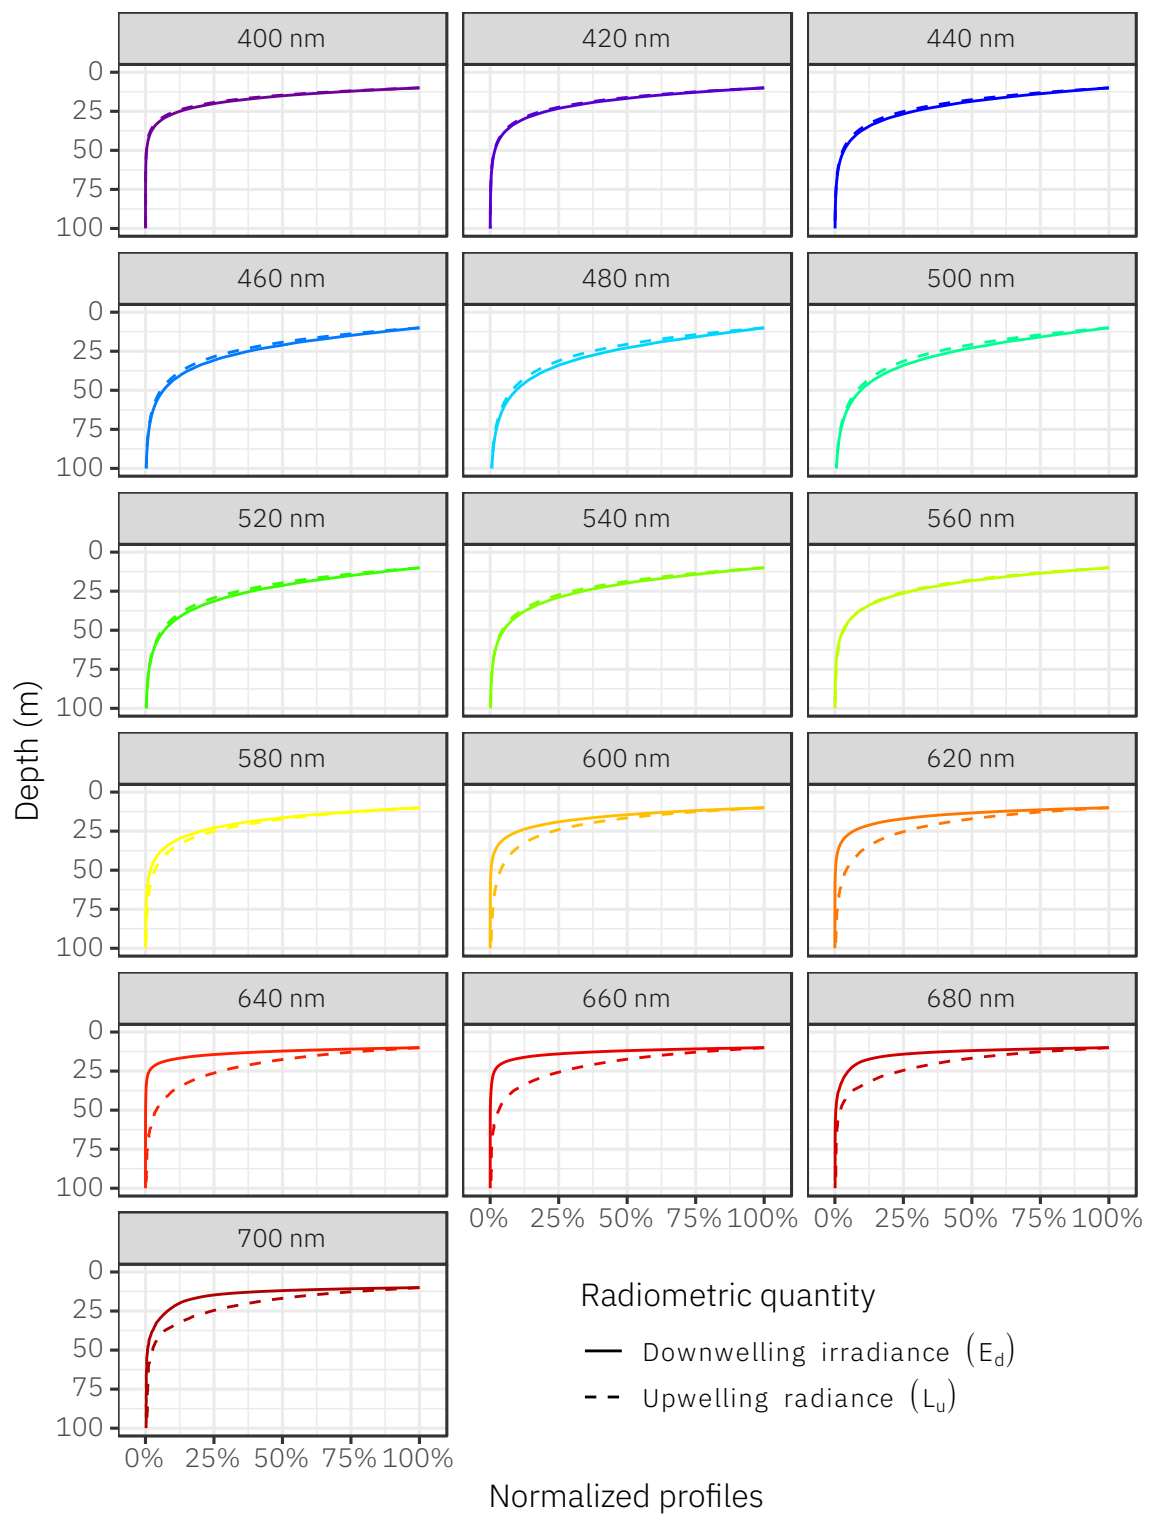 400 nm 420 nm 440 nm
0
25
50
75
100
460 nm 480 nm 500 nm
0
25
50
75
100
520 nm 540 nm 560 nm
0
25
50
75
100
580 nm 600 nm 620 nm
0
25
50
75
100
640 nm 660 nm 680 nm
0
25
50
75
100
0% 25% 50% 75% 100% 0% 25% 50% 75% 100%
700 nm
0
25
50
75
100
0% 25% 50% 75% 100%
Depth (m)
Radiometric quantity
Downwelling irradiance (Ed)
Upwelling radiance (Lu)
Normalized profiles